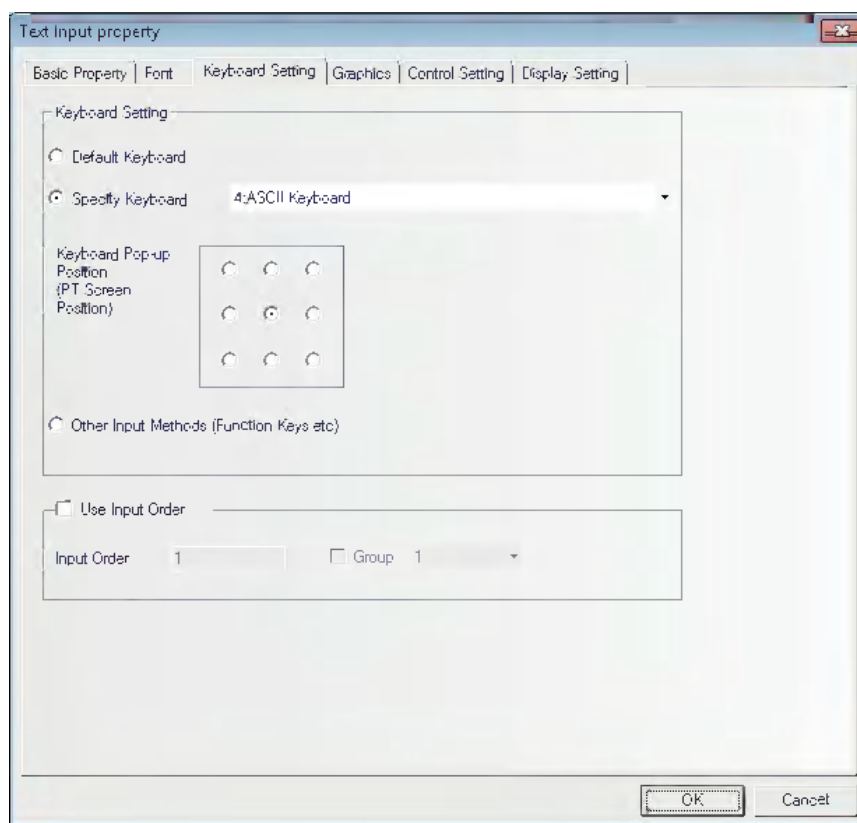 Text Input property
Basic Property Font Keyboard Setting Graphics Control Setting Display Setting
Keyboard Setting
Default Keyboard
Specify Keyboard 4:ASCII Keyboard
Keyboard Pop-up
Position
(PT Screen
Position)
Other Input Methods (Function Keys etc)
Use Input Order
Input Order 1 Group 1
OK Cancel